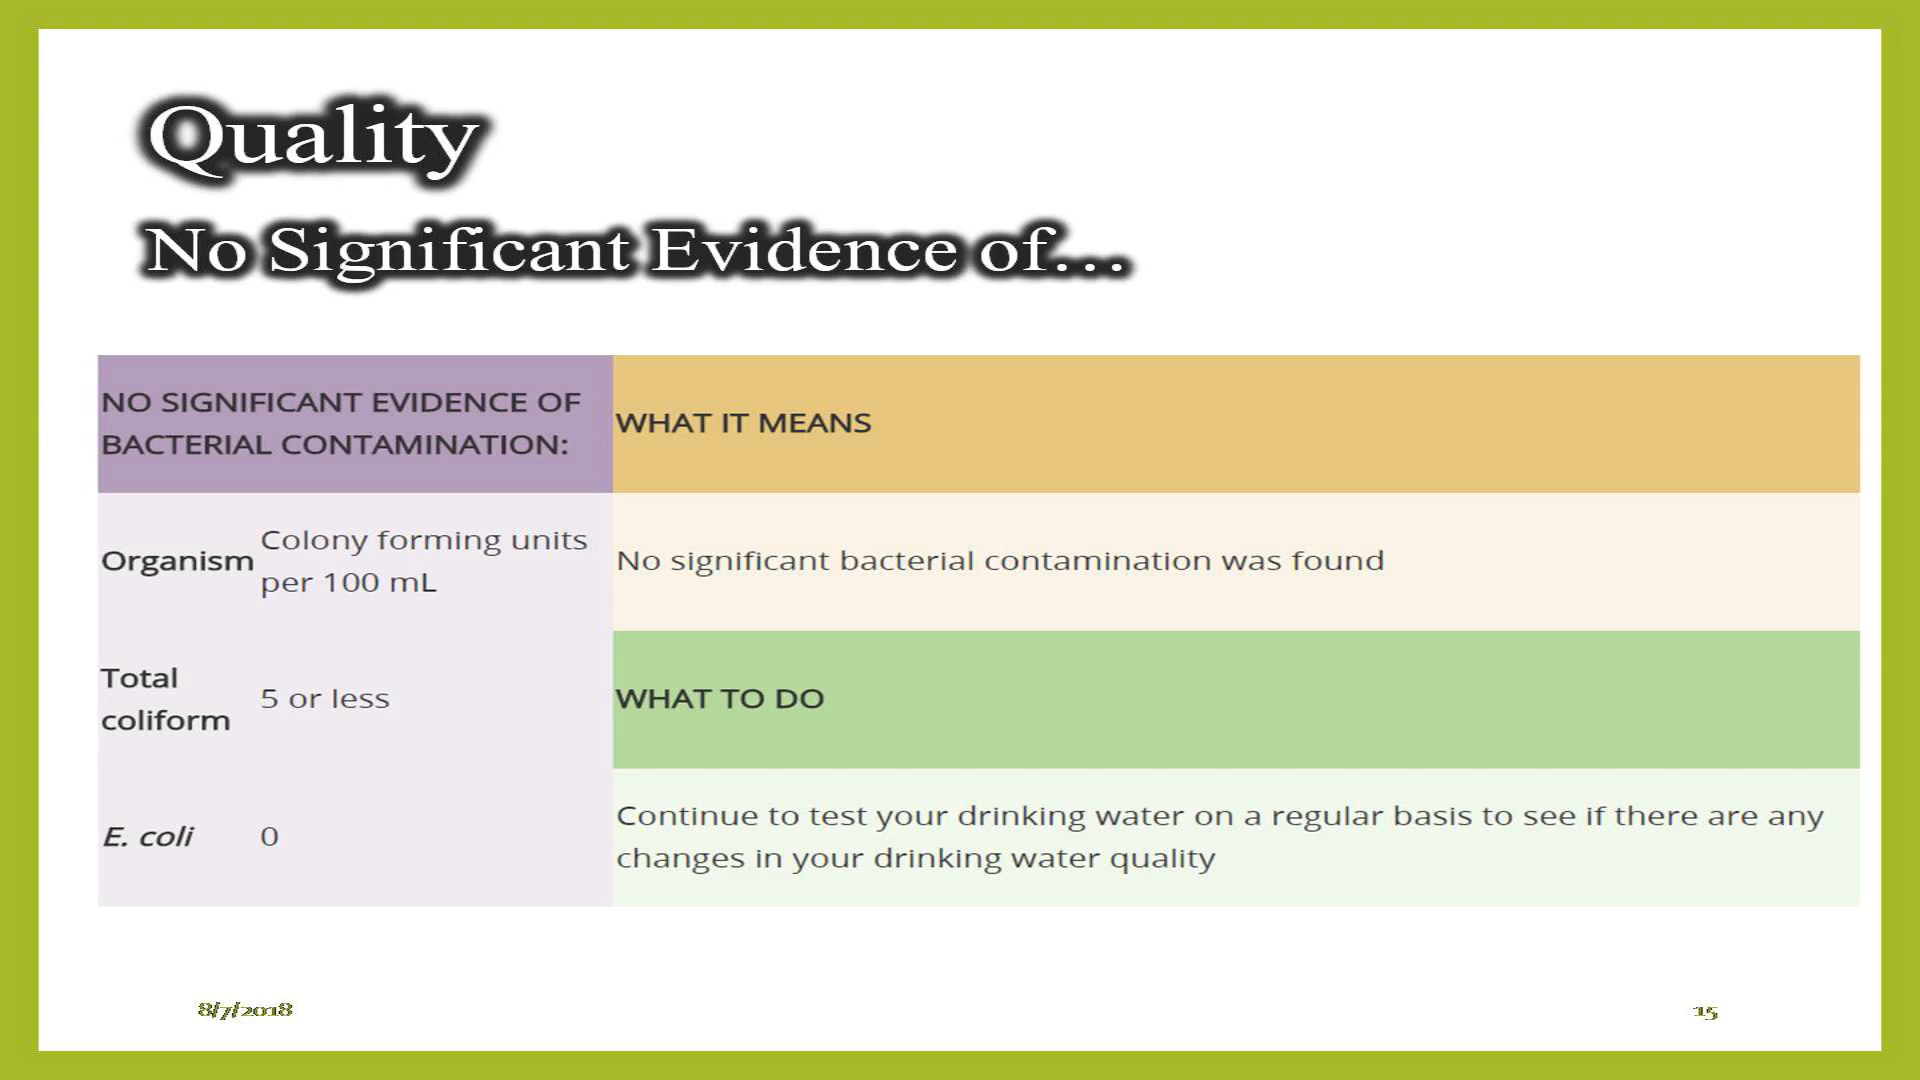 Quality
No Significant Evidence of...
NO SIGNIFICANT EVIDENCE OF
BACTERIAL CONTAMINATION:
WHAT IT MEANS
Organism
Colony forming units
per 100 mL
No significant bacterial contamination was found
Total
coliform
5 or less
WHAT TO DO
E. coli
0
Continue to test your drinking water on a regular basis to see if there are any
changes in your drinking water quality
8/7/2018
15